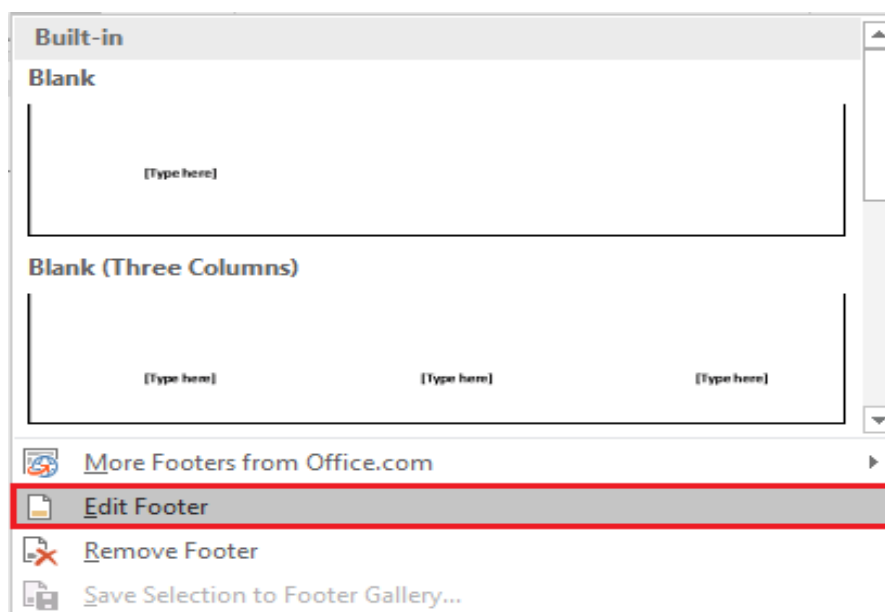 Built-in
Blank
[Type here]
Blank (Three Columns)
[Type here] [Type here] [Type here]
More Footers from Office.com
Edit Footer
Remove Footer
Save Selection to Footer Gallery...